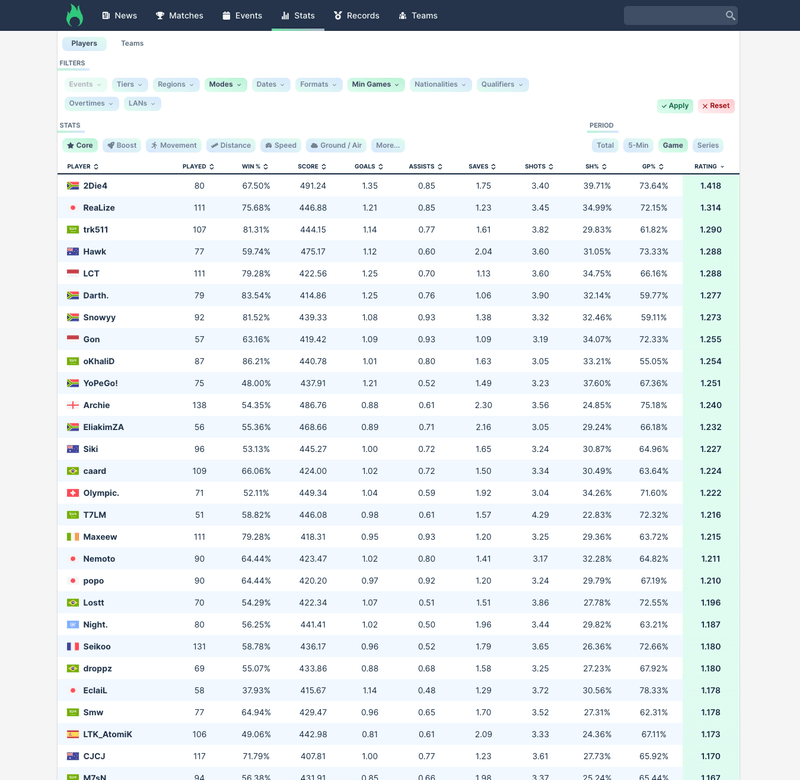 News Matches Events Stats Records Teams
Players Teams
FILTERS
Events Tiers Regions Modes Dates Formats Min Games Nationalities Qualifiers
Overtimes LANs
Apply Reset
STATS PERIOD
Core Boost Movement Distance Speed Ground / Air More... Total 5-Min Game Series
PLAYER PLAYED WIN % SCORE GOALS ASSISTS SAVES SHOTS SH% GP% RATING
2Die4 80 67.50% 491.24 1.35 0.85 1.75 3.40 39.71% 73.64% 1.418
ReaLize 111 75.68% 446.88 1.21 0.85 1.23 3.45 34.99% 72.15% 1.314
trk511 107 81.31% 444.15 1.14 0.77 1.61 3.82 29.83% 61.82% 1.290
Hawk 77 59.74% 475.17 1.12 0.60 2.04 3.60 31.05% 73.33% 1.288
LCT 111 79.28% 422.56 1.25 0.70 1.13 3.60 34.75% 66.16% 1.288
Darth. 79 83.54% 414.86 1.25 0.76 1.06 3.90 32.14% 59.77% 1.277
Snowyy 92 81.52% 439.33 1.08 0.93 1.38 3.32 32.46% 59.11% 1.273
Gon 57 63.16% 419.42 1.09 0.93 1.09 3.19 34.07% 72.33% 1.255
oKhaliD 87 86.21% 440.78 1.01 0.80 1.63 3.05 33.21% 55.05% 1.254
YoPeGo! 75 48.00% 437.91 1.21 0.52 1.49 3.23 37.60% 67.36% 1.251
Archie 138 54.35% 486.76 0.88 0.61 2.30 3.56 24.85% 75.18% 1.240
EliakimZA 56 55.36% 468.66 0.89 0.71 2.16 3.05 29.24% 66.18% 1.232
Siki 96 53.13% 445.27 1.00 0.72 1.65 3.24 30.87% 64.96% 1.227
caard 109 66.06% 424.00 1.02 0.72 1.50 3.34 30.49% 63.64% 1.224
Olympic. 71 52.11% 449.34 1.04 0.59 1.92 3.04 34.26% 71.60% 1.222
T7LM 51 58.82% 446.08 0.98 0.61 1.57 4.29 22.83% 72.32% 1.216
Maxeew 111 79.28% 418.31 0.95 0.93 1.20 3.25 29.36% 63.72% 1.215
Nemoto 90 64.44% 423.47 1.02 0.80 1.41 3.17 32.28% 64.82% 1.211
popo 90 64.44% 420.20 0.97 0.92 1.20 3.24 29.79% 67.19% 1.210
Lostt 70 54.29% 422.34 1.07 0.51 1.51 3.86 27.78% 72.55% 1.196
Night. 80 56.25% 441.41 1.02 0.50 1.96 3.44 29.82% 63.21% 1.187
Seikoo 131 58.78% 436.17 0.96 0.52 1.79 3.65 26.36% 72.66% 1.180
droppz 69 55.07% 433.86 0.88 0.68 1.58 3.25 27.23% 67.92% 1.180
EclaiL 58 37.93% 415.67 1.14 0.48 1.29 3.72 30.56% 78.33% 1.178
Smw 77 64.94% 429.47 0.96 0.65 1.70 3.52 27.31% 62.31% 1.178
LTK_AtomiK 106 49.06% 442.98 0.81 0.61 2.09 3.33 24.36% 67.11% 1.173
CJCJ 117 71.79% 407.81 1.00 0.77 1.23 3.61 27.73% 65.92% 1.170
M7sN 94 56.38% 431.91 0.85 0.66 1.98 3.37 25.24% 65.44% 1.167